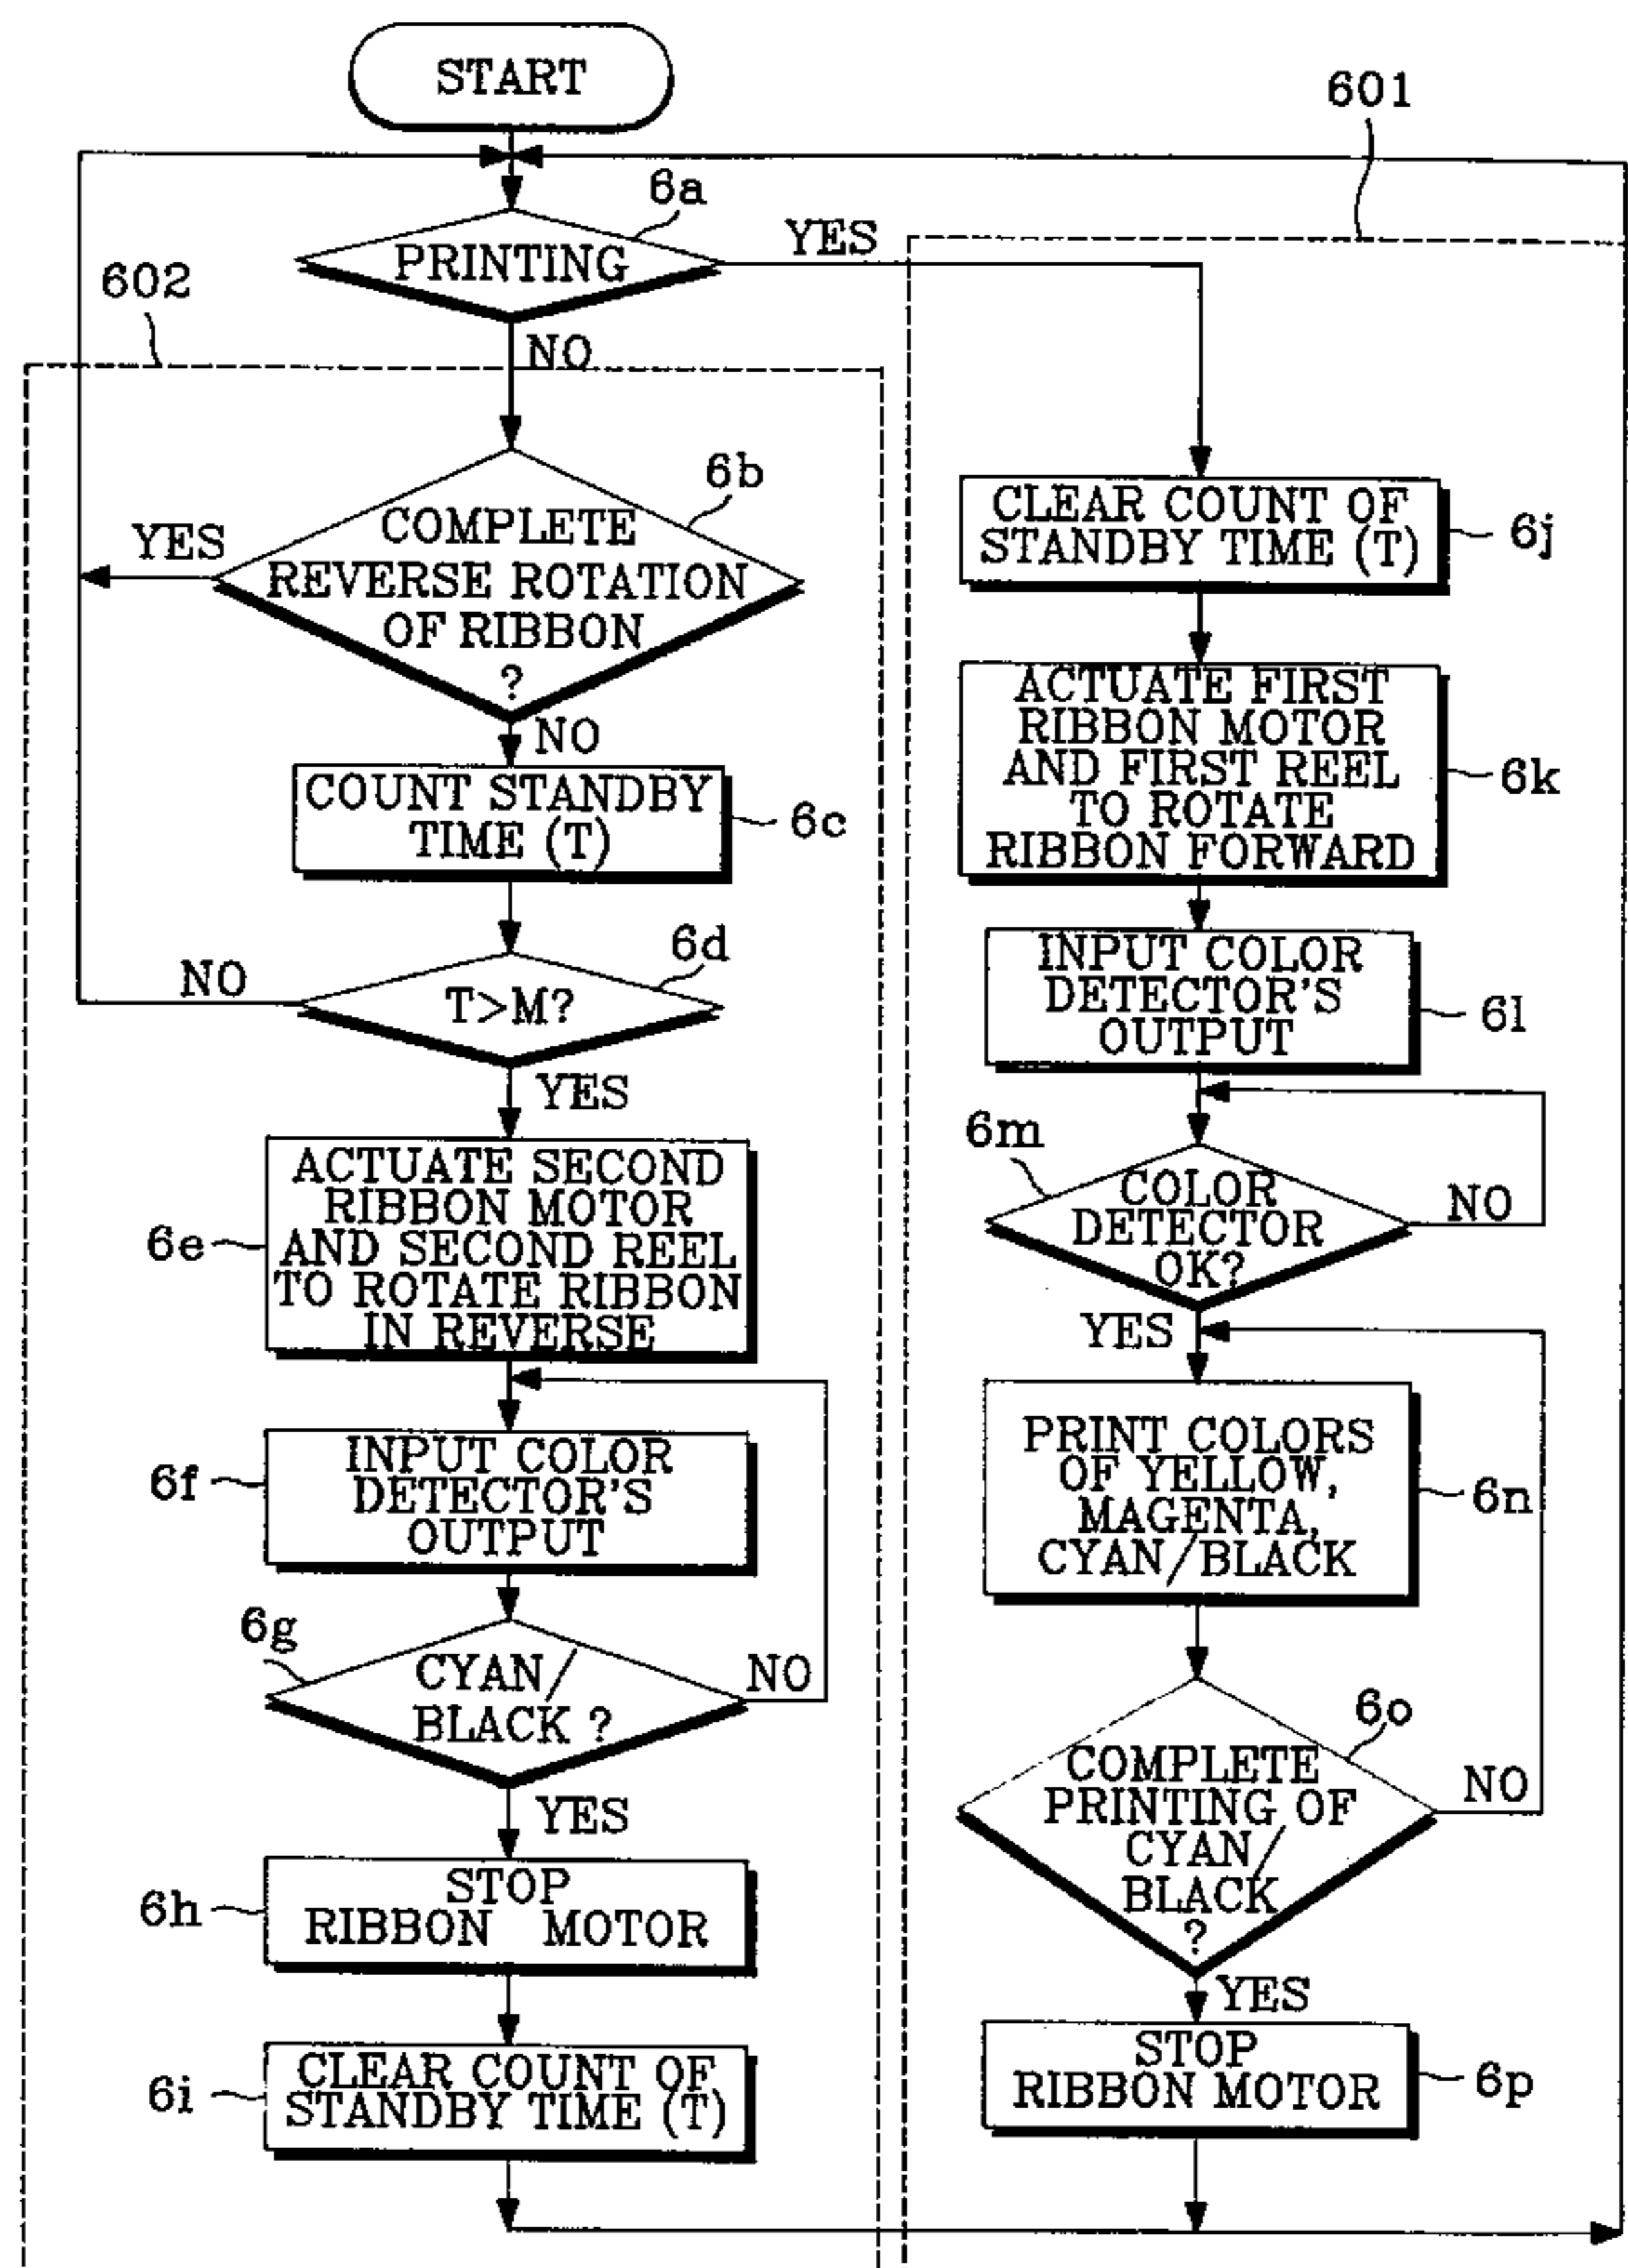 START
601
6a
PRINTING
YES
602
NO
6b
COMPLETE
REVERSE ROTATION
OF RIBBON
?
YES
NO
COUNT STANDBY
TIME (T)
6c
6d
T>M?
NO
YES
ACTUATE SECOND
RIBBON MOTOR
AND SECOND REEL
TO ROTATE RIBBON
IN REVERSE
6e
INPUT COLOR
DETECTOR'S
OUTPUT
6f
6g
CYAN/
BLACK ?
NO
YES
STOP
RIBBON MOTOR
6h
CLEAR COUNT OF
STANDBY TIME (T)
6i
CLEAR COUNT OF
STANDBY TIME (T)
6j
ACTUATE FIRST
RIBBON MOTOR
AND FIRST REEL
TO ROTATE
RIBBON FORWARD
6k
INPUT COLOR
DETECTOR'S
OUTPUT
6l
6m
COLOR
DETECTOR
OK?
NO
YES
PRINT COLORS
OF YELLOW,
MAGENTA,
CYAN/BLACK
6n
6o
COMPLETE
PRINTING OF
CYAN/
BLACK
?
NO
YES
STOP
RIBBON MOTOR
6p